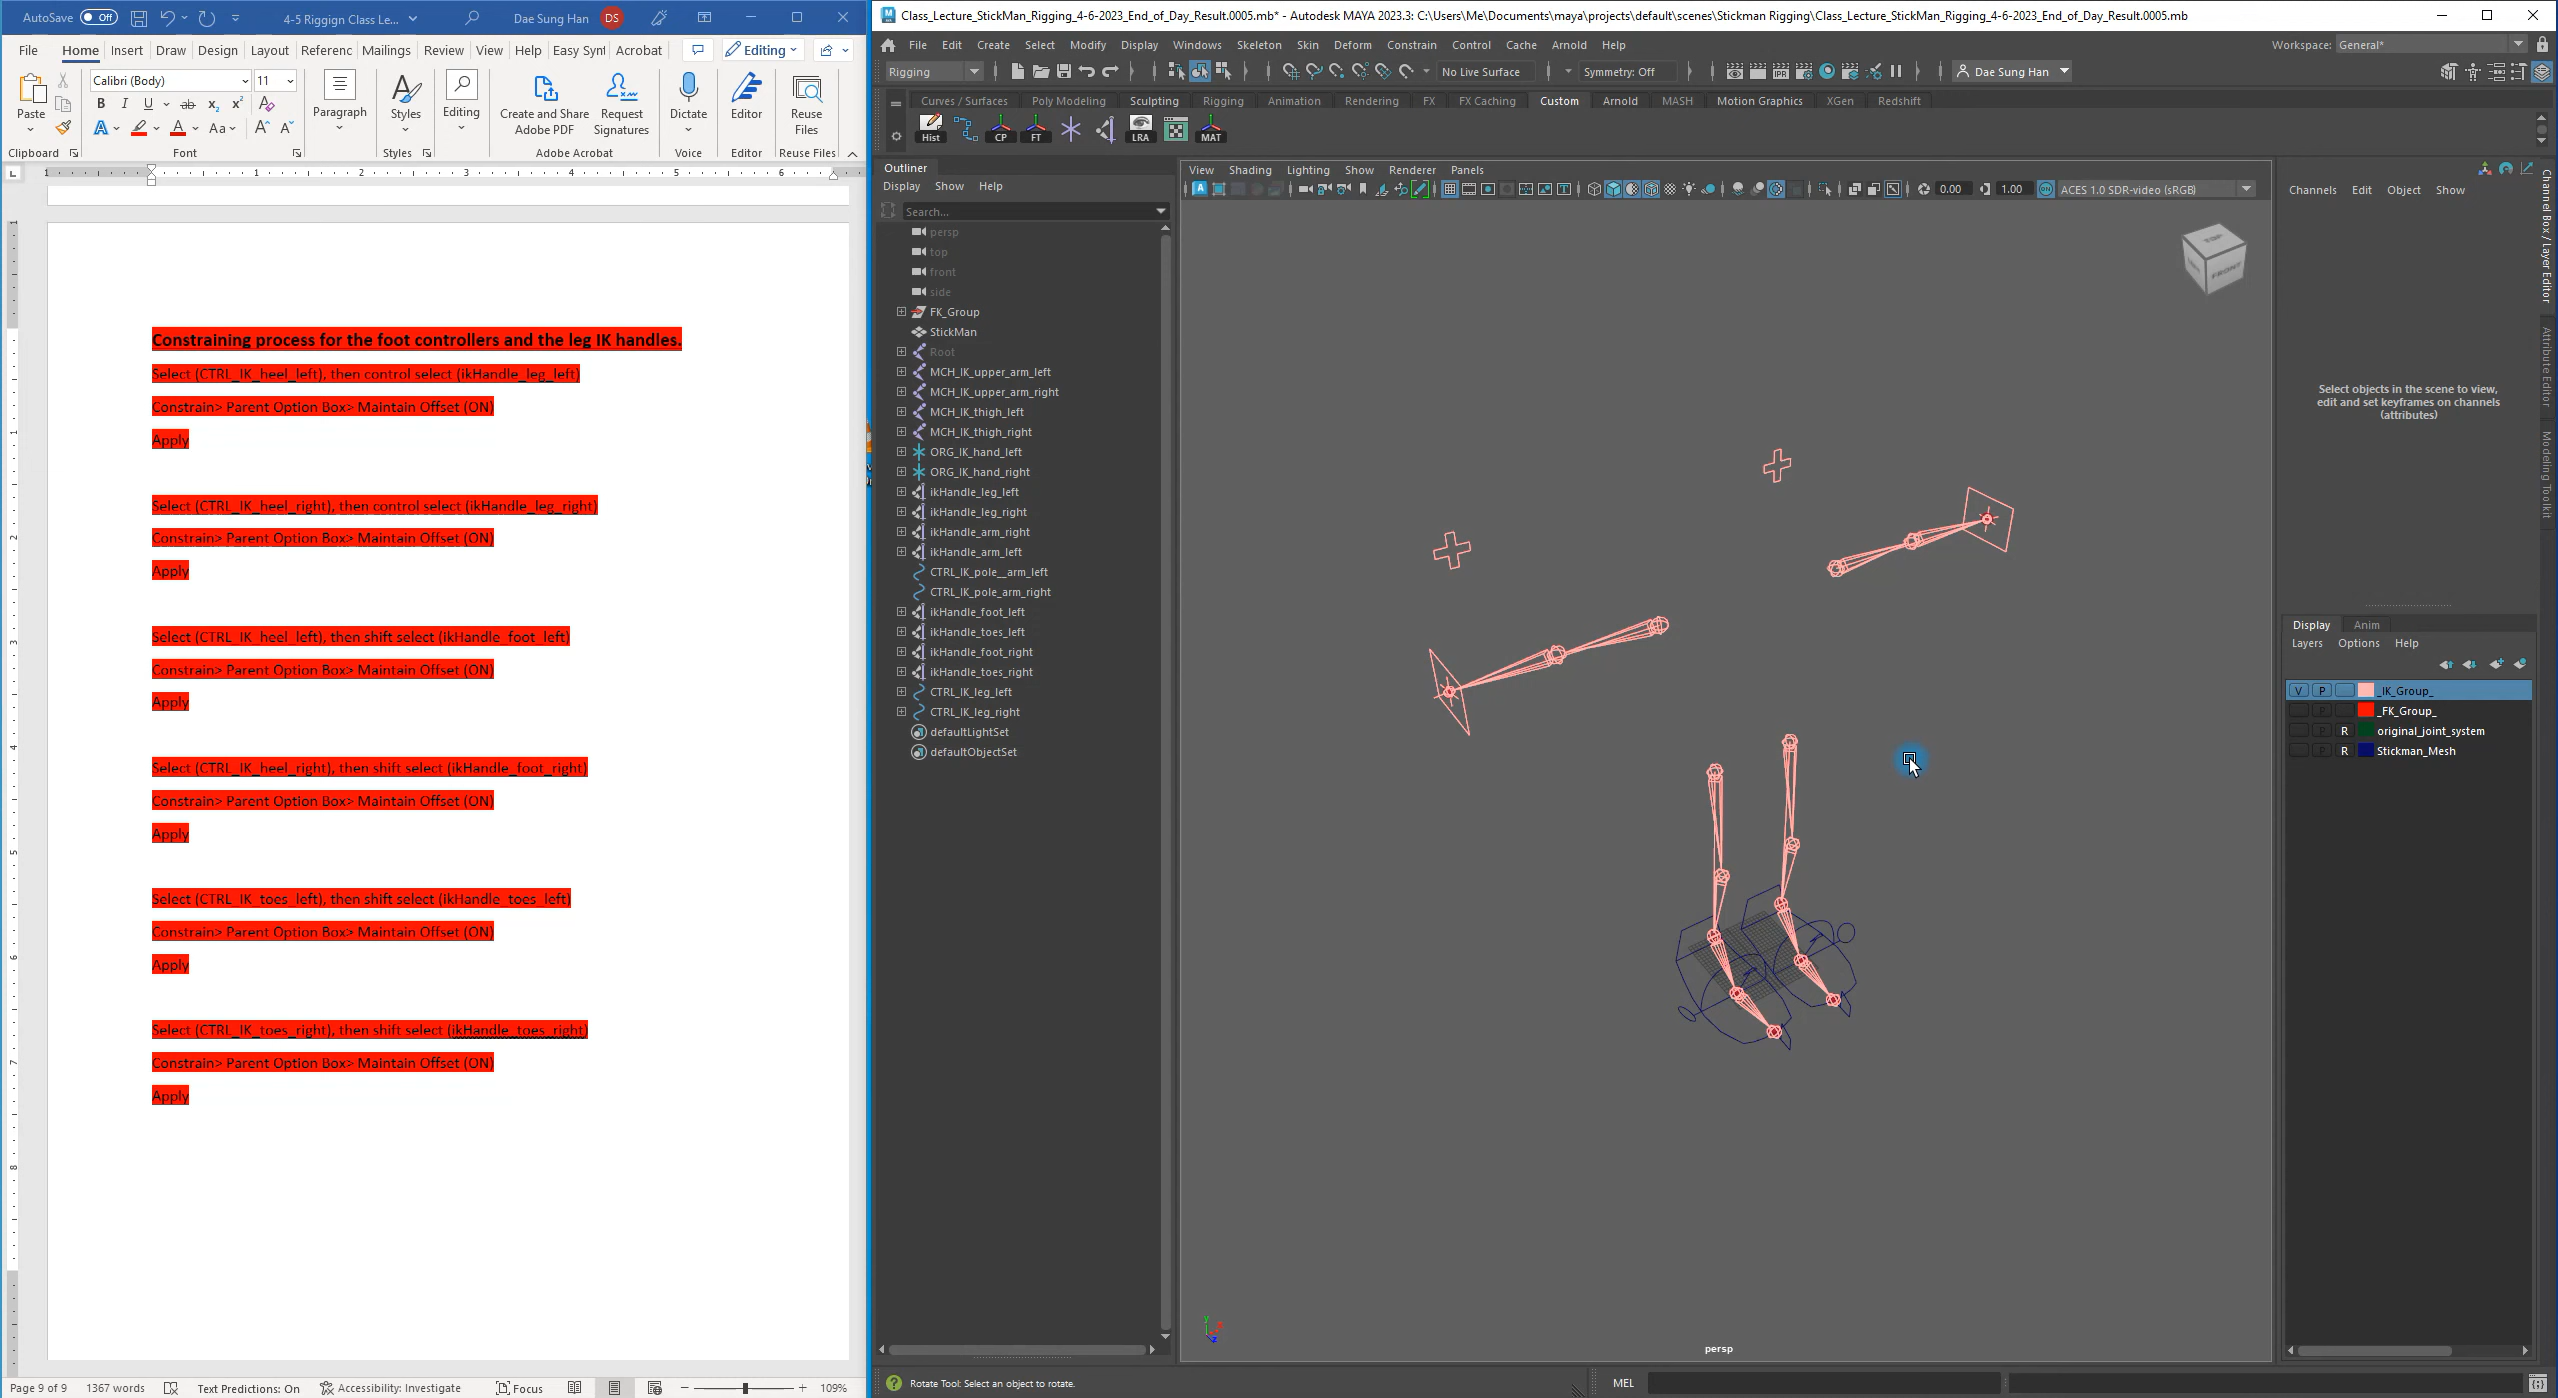 AutoSave Off 4-5 Riggign Class Le... Dae Sung Han DS
File Home Insert Draw Design Layout Referenc Mailings Review View Help Easy Synt Acrobat Editing
Calibri (Body) 11
Paste Paragraph Styles Editing Create and Share Adobe PDF Request Signatures Dictate Editor Reuse Files
Clipboard Font Styles Adobe Acrobat Voice Editor Reuse Files
Constraining process for the foot controllers and the leg IK handles.
Select (CTRL_IK_heel_left), then control select (ikHandle_leg_left)
Constrain> Parent Option Box> Maintain Offset (ON)
Apply
Select (CTRL_IK_heel_right), then control select (ikHandle_leg_right)
Constrain> Parent Option Box> Maintain Offset (ON)
Apply
Select (CTRL_IK_heel_left), then shift select (ikHandle_foot_left)
Constrain> Parent Option Box> Maintain Offset (ON)
Apply
Select (CTRL_IK_heel_right), then shift select (ikHandle_foot_right)
Constrain> Parent Option Box> Maintain Offset (ON)
Apply
Select (CTRL_IK_toes_left), then shift select (ikHandle_toes_left)
Constrain> Parent Option Box> Maintain Offset (ON)
Apply
Select (CTRL_IK_toes_right), then shift select (ikHandle_toes_right)
Constrain> Parent Option Box> Maintain Offset (ON)
Apply
Page 9 of 9 1367 words Text Predictions: On Accessibility: Investigate Focus 109%
Class_Lecture_StickMan_Rigging_4-6-2023_End_of_Day_Result.0005.mb* - Autodesk MAYA 2023.3: C:\Users\Me\Documents\maya\projects\default\scenes\Stickman Rigging\Class_Lecture_StickMan_Rigging_4-6-2023_End_of_Day_Result.0005.mb
File Edit Create Select Modify Display Windows Skeleton Skin Deform Constrain Control Cache Arnold Help Workspace: General*
Rigging No Live Surface Symmetry: Off Dae Sung Han
Curves / Surfaces Poly Modeling Sculpting Rigging Animation Rendering FX FX Caching Custom Arnold MASH Motion Graphics XGen Redshift
Hist CP FT LRA MAT
Outliner
Display Show Help
Search...
persp
top
front
side
FK_Group
StickMan
Root
MCH_IK_upper_arm_left
MCH_IK_upper_arm_right
MCH_IK_thigh_left
MCH_IK_thigh_right
ORG_IK_hand_left
ORG_IK_hand_right
ikHandle_leg_left
ikHandle_leg_right
ikHandle_arm_right
ikHandle_arm_left
CTRL_IK_pole__arm_left
CTRL_IK_pole_arm_right
ikHandle_foot_left
ikHandle_toes_left
ikHandle_foot_right
ikHandle_toes_right
CTRL_IK_leg_left
CTRL_IK_leg_right
defaultLightSet
defaultObjectSet
View Shading Lighting Show Renderer Panels
0.00 1.00 ACES 1.0 SDR-video (sRGB)
TOP
FRONT
persp
Channels Edit Object Show
Select objects in the scene to view,
edit and set keyframes on channels
(attributes)
Channel Box / Layer Editor
Attribute Editor
Modeling Toolkit
Display Anim
Layers Options Help
V P _IK_Group_
P _FK_Group_
P R original_joint_system
P R Stickman_Mesh
Rotate Tool: Select an object to rotate. MEL